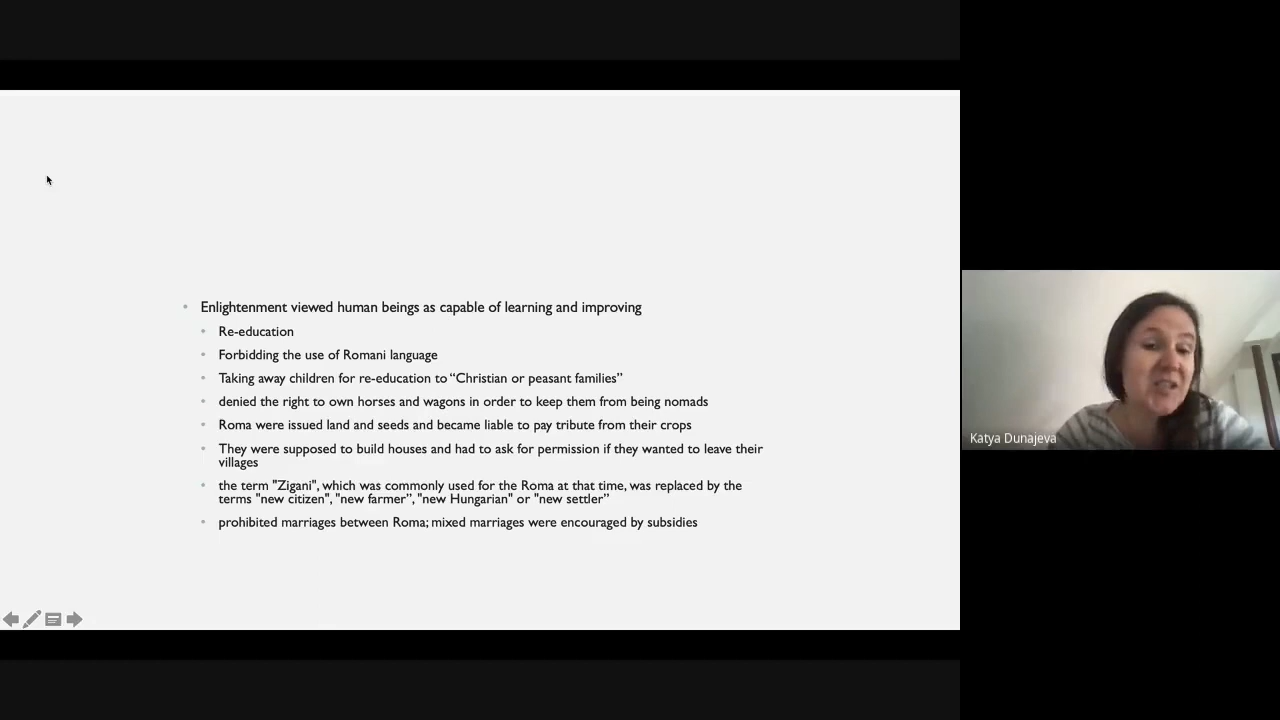 Enlightenment viewed human beings as capable of learning and improving
Re-education
Forbidding the use of Romani language
Taking away children for re-education to “Christian or peasant families”
denied the right to own horses and wagons in order to keep them from being nomads
Roma were issued land and seeds and became liable to pay tribute from their crops
They were supposed to build houses and had to ask for permission if they wanted to leave their
villages
the term "Zigani", which was commonly used for the Roma at that time, was replaced by the
terms "new citizen", "new farmer”, "new Hungarian" or "new settler”
prohibited marriages between Roma; mixed marriages were encouraged by subsidies
Katya Dunajeva